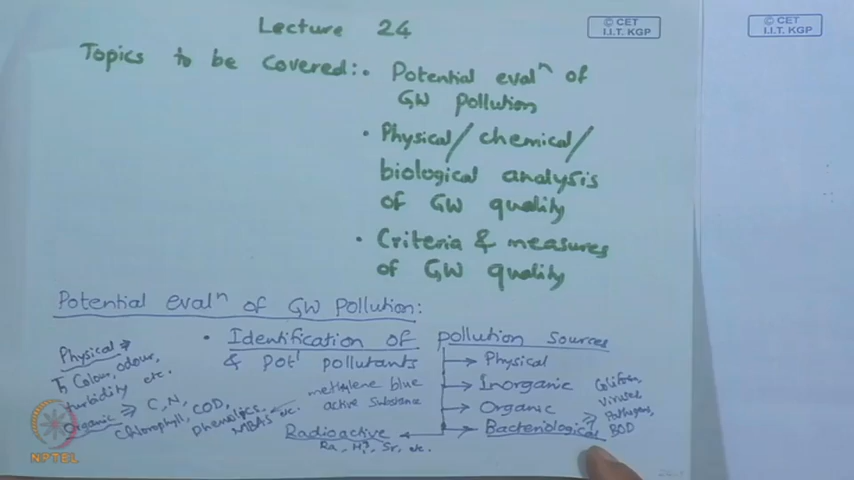 Lecture 24
© CET
I.I.T. KGP
© CET
I.I.T. KGP
Topics to be Covered: • Potential evalⁿ of
GW pollution
• Physical/chemical/
biological analysis
of GW quality
• Criteria & measures
of GW quality
Potential evalⁿ of GW Pollution:
• Identification of pollution sources
& potˡ pollutants
→ Physical
→ Inorganic
→ Organic
→ Bacteriological
Coliform,
Viruses
Pathogens,
BOD
Physical ⇒
Colour, odour,
turbidity etc.
Organic ⇒ C, N,
Chlorophyll, COD,
Phenolics,
MBAS etc.
methylene blue
active substance
Radioactive
Ra, H³, Sr, etc.
NPTEL